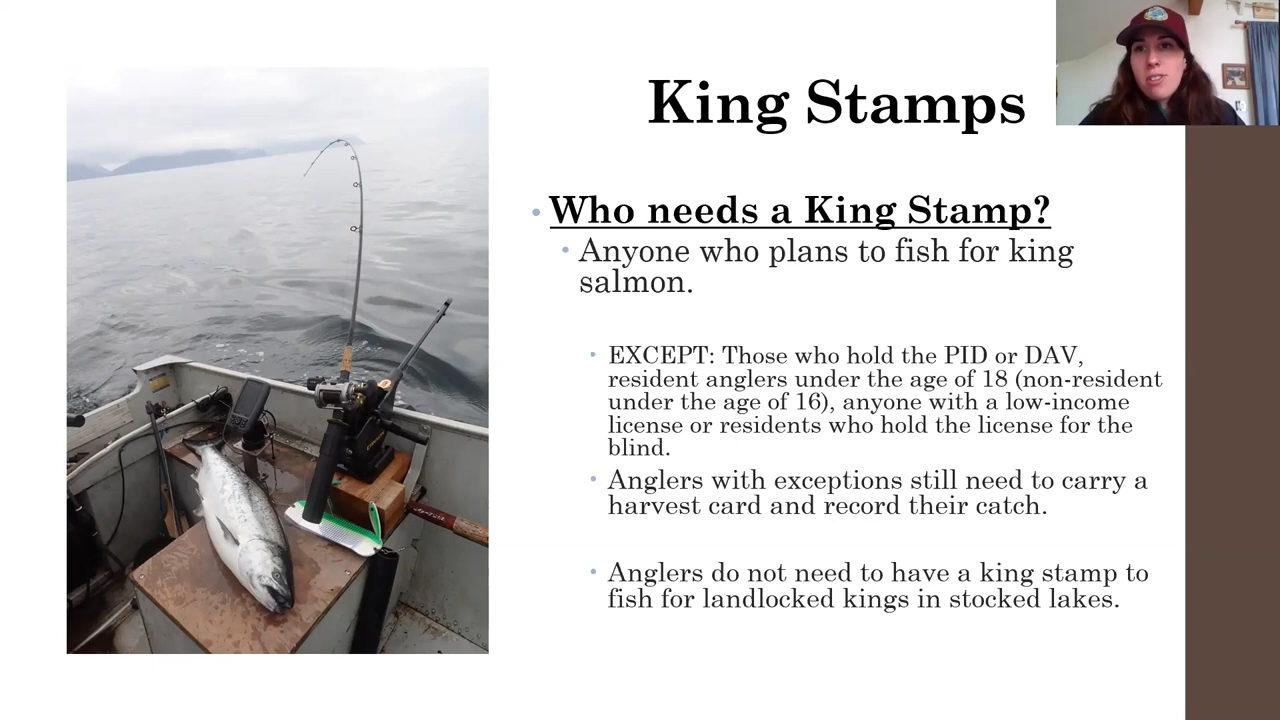 King Stamps
• Who needs a King Stamp?
• Anyone who plans to fish for king
salmon.
• EXCEPT: Those who hold the PID or DAV,
resident anglers under the age of 18 (non-resident
under the age of 16), anyone with a low-income
license or residents who hold the license for the
blind.
• Anglers with exceptions still need to carry a
harvest card and record their catch.
• Anglers do not need to have a king stamp to
fish for landlocked kings in stocked lakes.